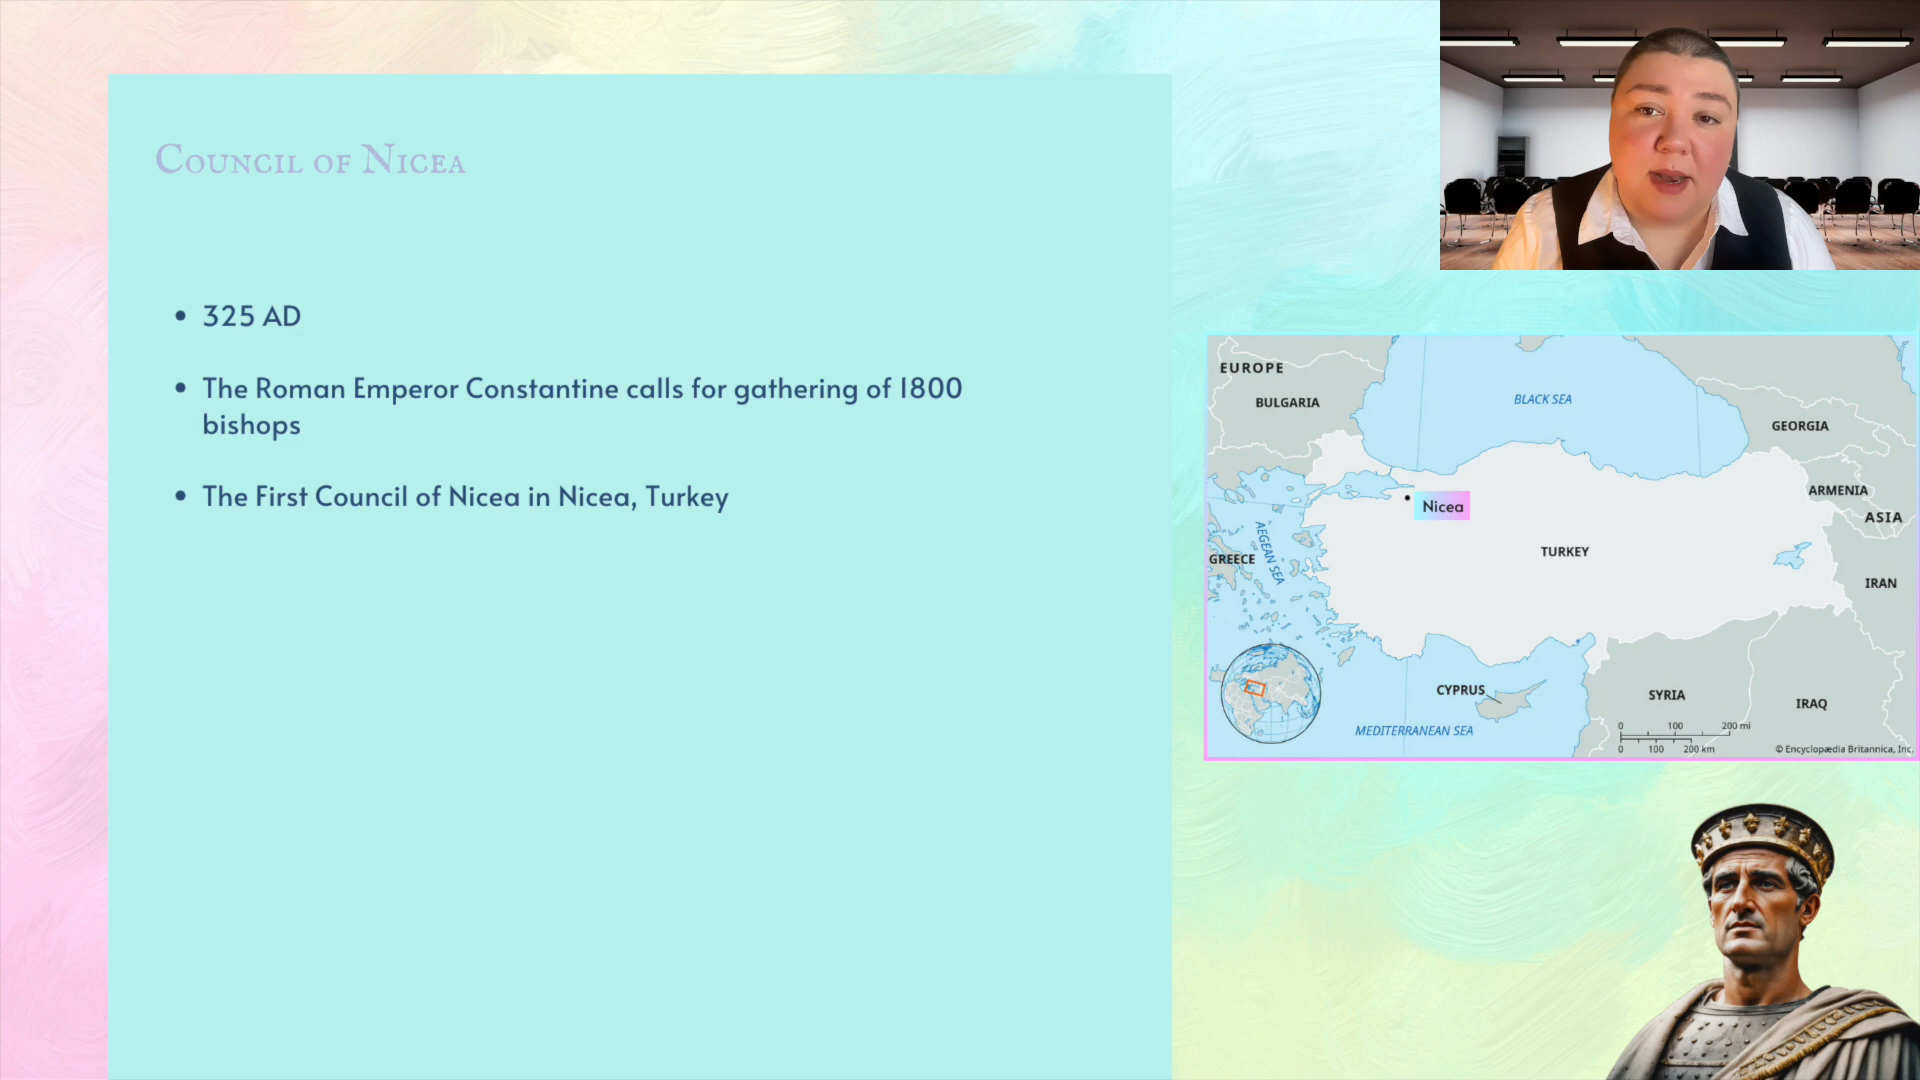 Council of Nicea
325 AD
The Roman Emperor Constantine calls for gathering of 1800
bishops
The First Council of Nicea in Nicea, Turkey
EUROPE
BULGARIA
BLACK SEA
GEORGIA
ARMENIA
ASIA
Nicea
AEGEAN SEA
GREECE
TURKEY
IRAN
CYPRUS
SYRIA
IRAQ
MEDITERRANEAN SEA
0 100 200 mi
0 100 200 km
© Encyclopædia Britannica, Inc.